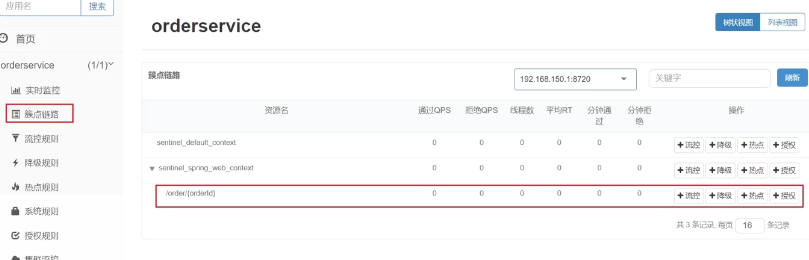 应用名 搜索
首页
orderservice (1/1)
实时监控
簇点链路
流控规则
降级规则
热点规则
系统规则
授权规则
集群流控
orderservice
树状视图 列表视图
簇点链路 192.168.150.1:8720 关键字 刷新
资源名 通过QPS 拒绝QPS 线程数 平均RT 分钟通过 分钟拒绝 操作
sentinel_default_context 0 0 0 0 0 0 +流控 +降级 +热点 +授权
sentinel_spring_web_context 0 0 0 0 0 0 +流控 +降级 +热点 +授权
/order/{orderId} 0 0 0 0 0 0 +流控 +降级 +热点 +授权
共 3 条记录, 每页 16 条记录